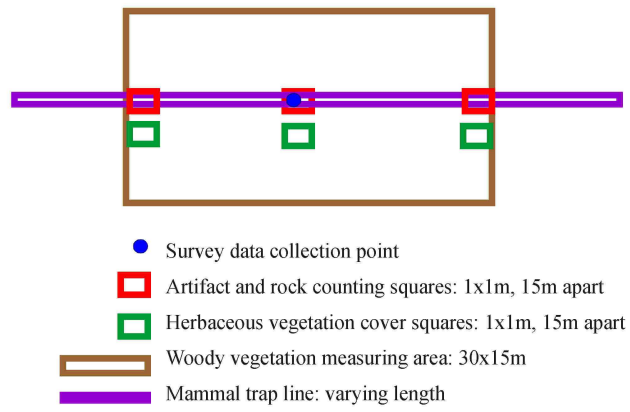 Survey data collection point
Artifact and rock counting squares: 1x1m, 15m apart
Herbaceous vegetation cover squares: 1x1m, 15m apart
Woody vegetation measuring area: 30x15m
Mammal trap line: varying length